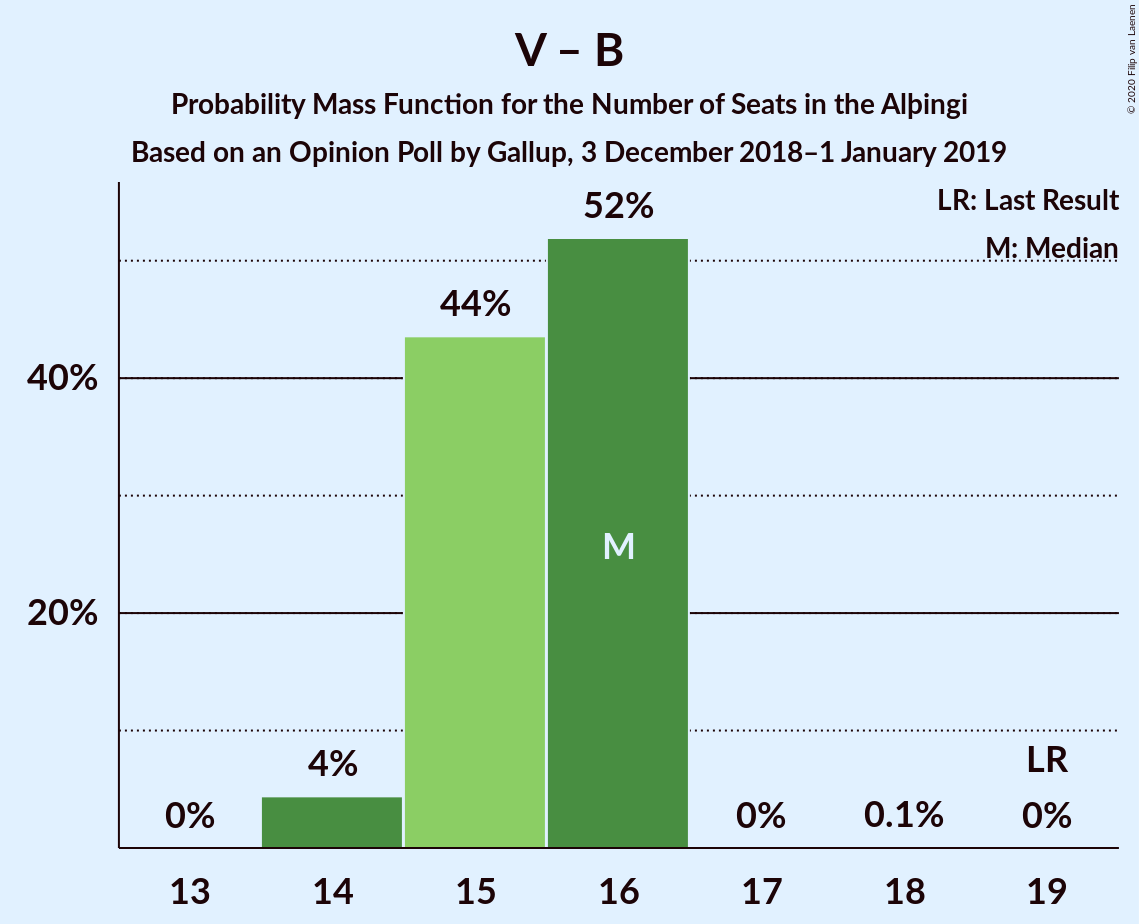 V – B
Probability Mass Function for the Number of Seats in the Alþingi
Based on an Opinion Poll by Gallup, 3 December 2018–1 January 2019
© 2020 Filip van Laenen
LR: Last Result
M: Median
52%
44%
40%
M
20%
4%
LR
0%
0%
0.1%
0%
13
14
15
16
17
18
19